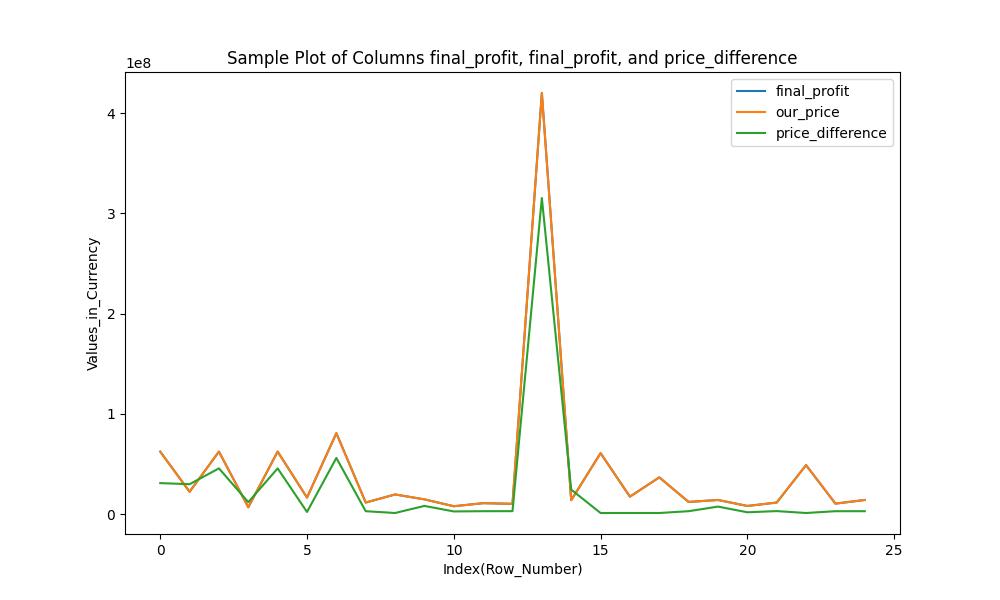 Sample Plot of Columns final_profit, final_profit, and price_difference
1e8
final_profit
our_price
price_difference
4
3
2
1
0
Values_in_Currency
0 5 10 15 20 25
Index(Row_Number)